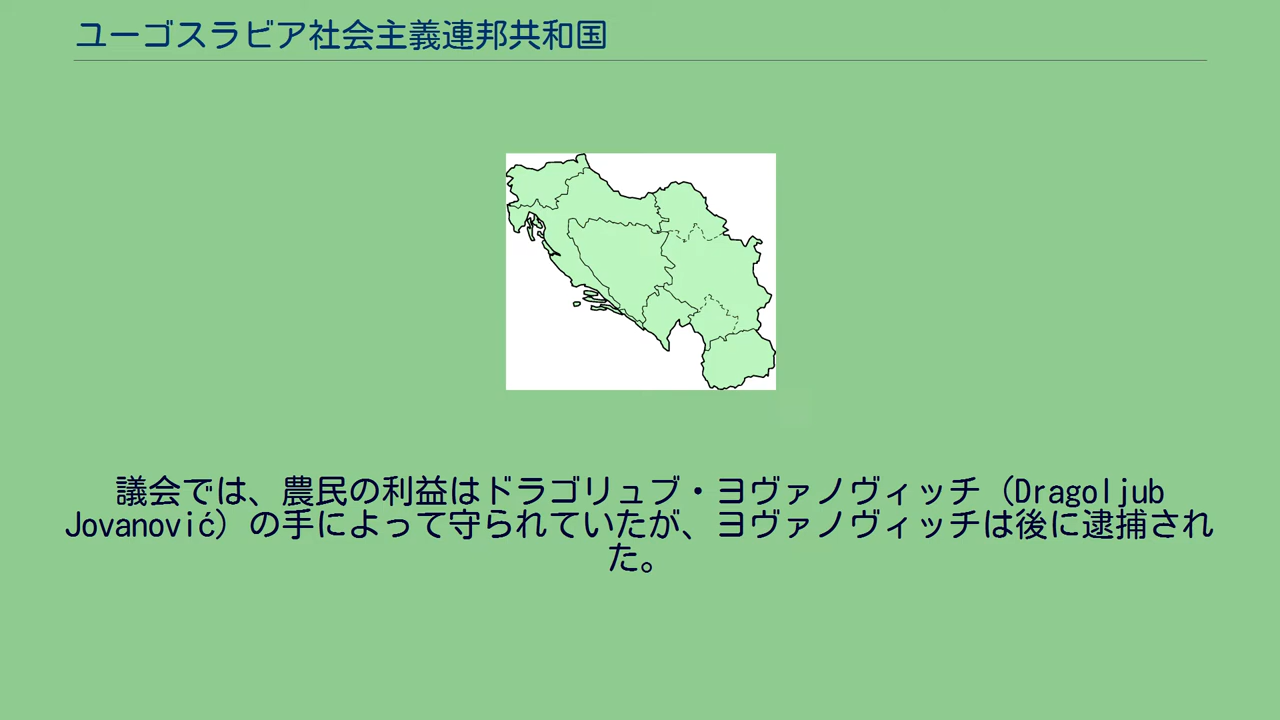 ユーゴスラビア社会主義連邦共和国
議会では、農民の利益はドラゴリュブ・ヨヴァノヴィッチ（Dragoljub
Jovanović）の手によって守られていたが、ヨヴァノヴィッチは後に逮捕され
た。